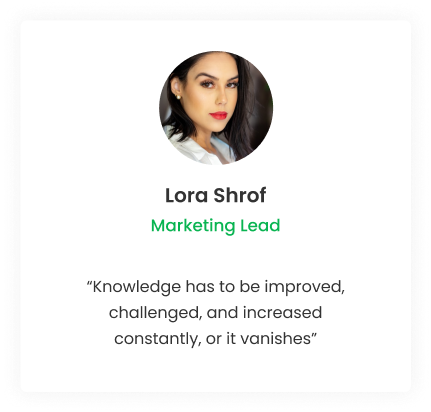 Lora Shrof
Marketing Lead
“Knowledge has to be improved,
challenged, and increased
constantly, or it vanishes”